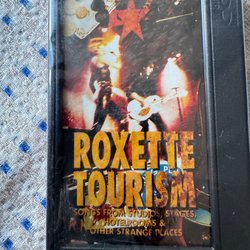 ROXETTE
TOURISM
SONGS FROM STUDIOS, STAGES,
HOTELROOMS &
OTHER STRANGE PLACES